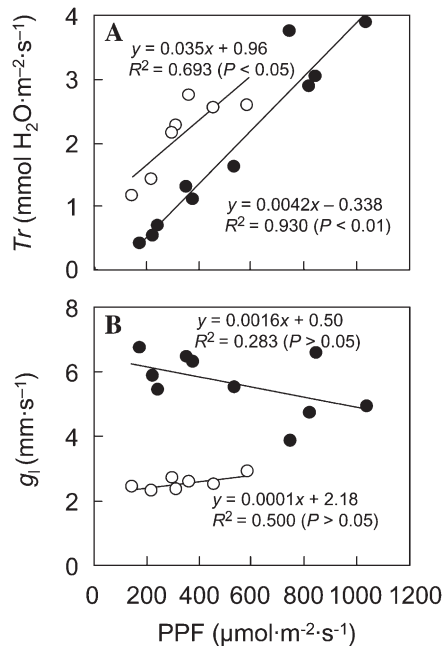 A
y = 0.035x + 0.96
R² = 0.693 (P < 0.05)
y = 0.0042x – 0.338
R² = 0.930 (P < 0.01)
Tr (mmol H₂O·m⁻²·s⁻¹)
4
3
2
1
0
B
y = 0.0016x + 0.50
R² = 0.283 (P > 0.05)
y = 0.0001x + 2.18
R² = 0.500 (P > 0.05)
gₗ (mm·s⁻¹)
8
6
4
2
0
0 200 400 600 800 1000 1200
PPF (μmol·m⁻²·s⁻¹)